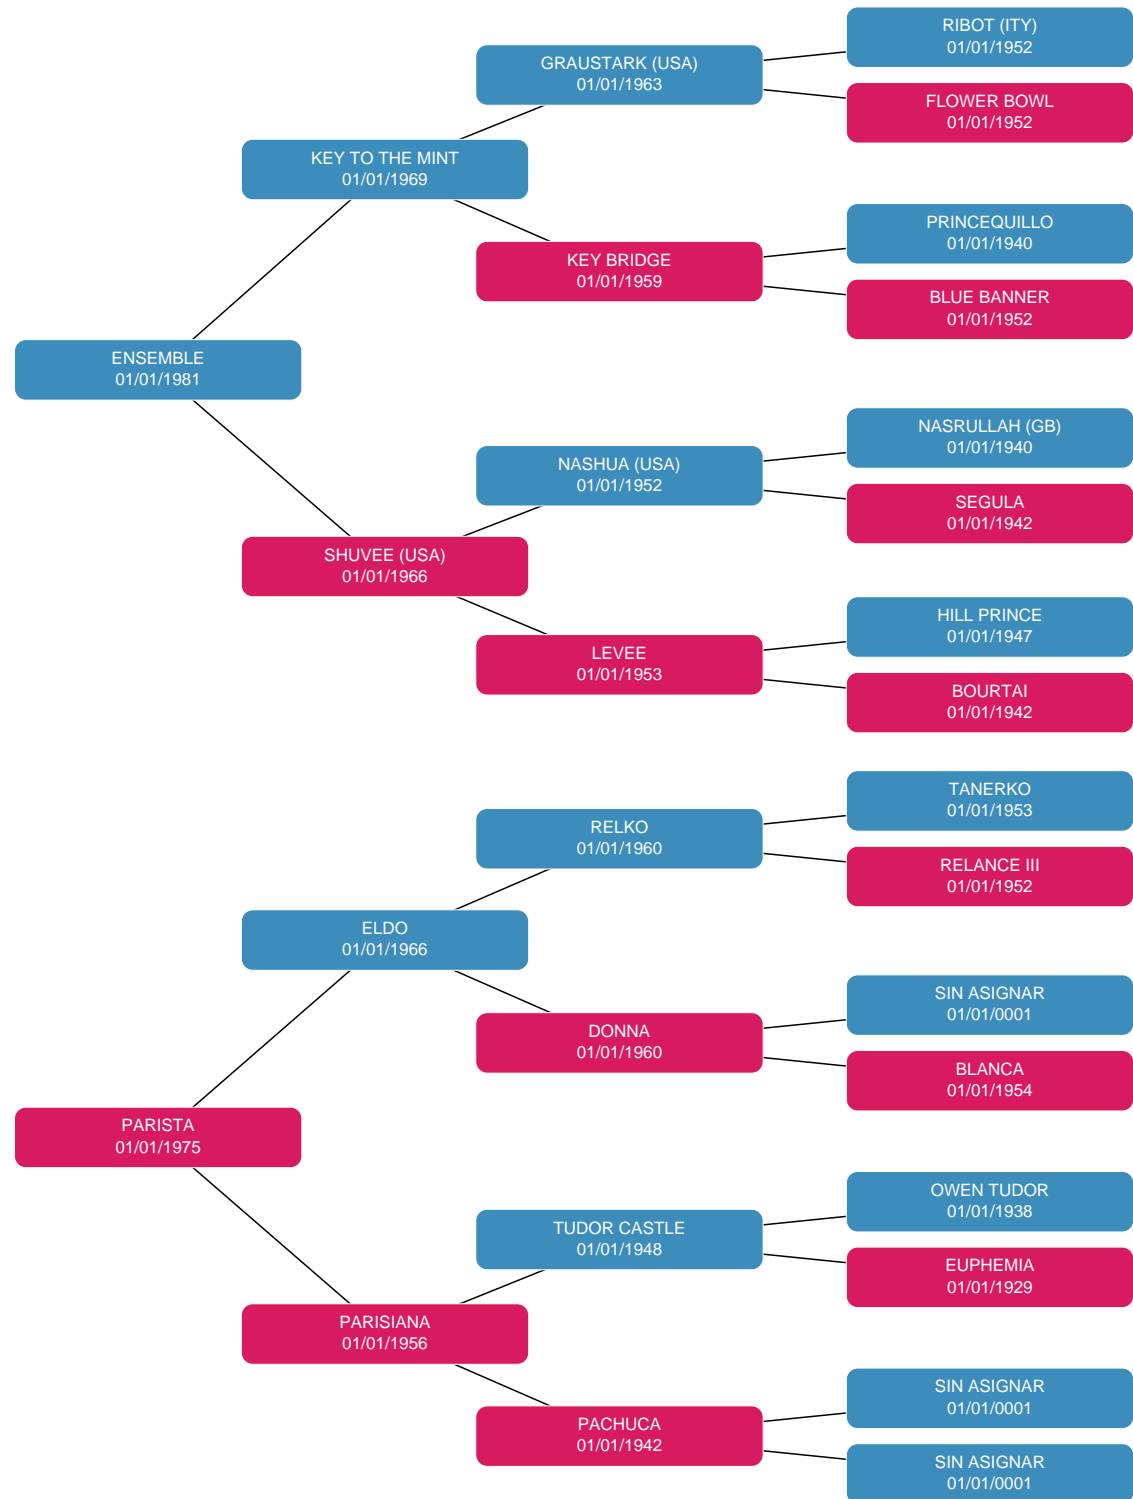 RIBOT (ITY)
01/01/1952
GRAUSTARK (USA)
01/01/1963
FLOWER BOWL
01/01/1952
KEY TO THE MINT
01/01/1969
PRINCEQUILLO
01/01/1940
KEY BRIDGE
01/01/1959
BLUE BANNER
01/01/1952
ENSEMBLE
01/01/1981
NASRULLAH (GB)
01/01/1940
NASHUA (USA)
01/01/1952
SEGULA
01/01/1942
SHUVEE (USA)
01/01/1966
HILL PRINCE
01/01/1947
LEVEE
01/01/1953
BOURTAI
01/01/1942
TANERKO
01/01/1953
RELKO
01/01/1960
RELANCE III
01/01/1952
ELDO
01/01/1966
SIN ASIGNAR
01/01/0001
DONNA
01/01/1960
BLANCA
01/01/1954
PARISTA
01/01/1975
OWEN TUDOR
01/01/1938
TUDOR CASTLE
01/01/1948
EUPHEMIA
01/01/1929
PARISIANA
01/01/1956
SIN ASIGNAR
01/01/0001
PACHUCA
01/01/1942
SIN ASIGNAR
01/01/0001